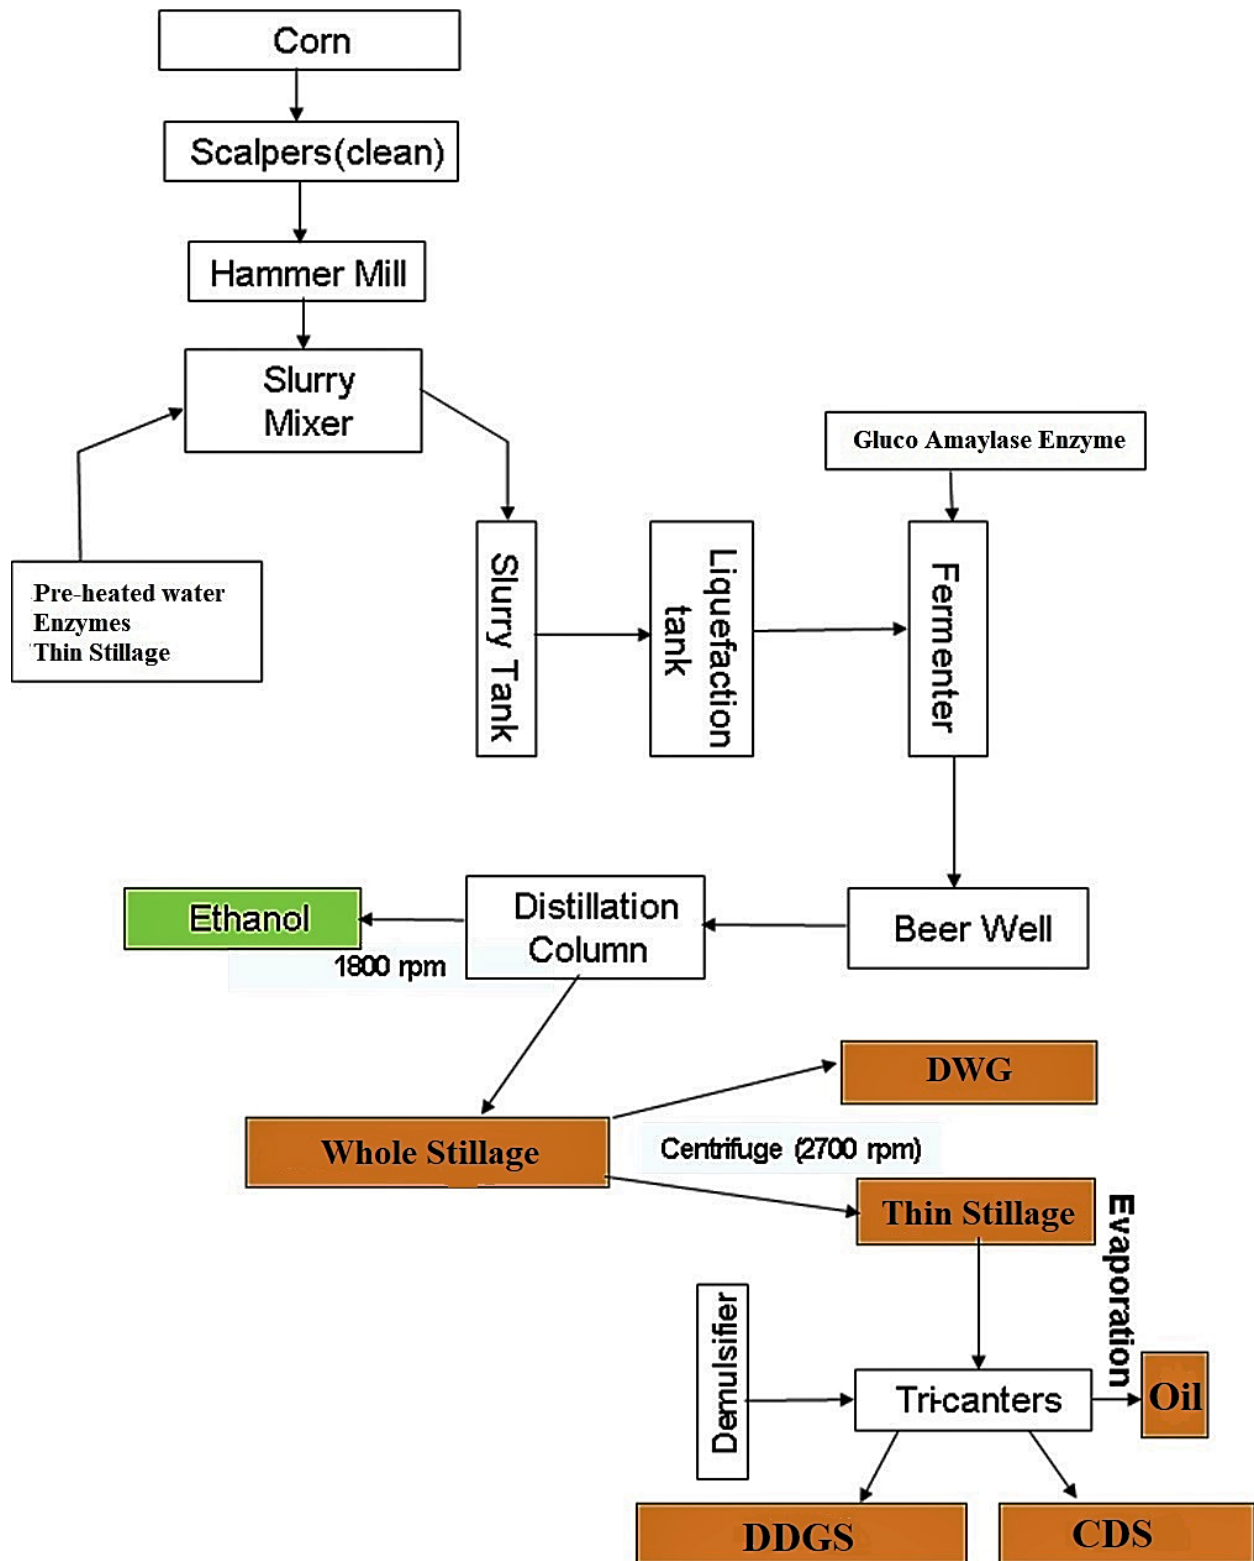 Corn
Scalpers(clean)
Hammer Mill
Slurry
Mixer
Gluco Amaylase Enzyme
Pre-heated water
Enzymes
Thin Stillage
Slurry Tank
Liquefaction
tank
Fermenter
Ethanol
1800 rpm
Distillation
Column
Beer Well
DWG
Whole Stillage
Centrifuge (2700 rpm)
Thin Stillage
Evaporation
Demulsifier
Tri-canters
Oil
DDGS
CDS